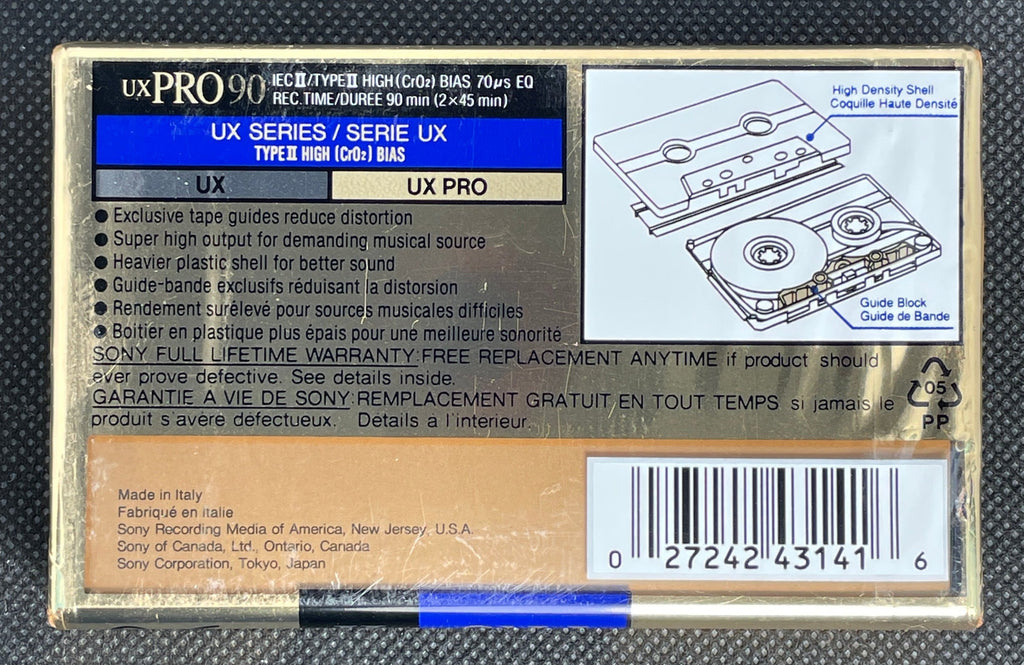 UX PRO 90
IEC II/TYPE II HIGH (CrO2) BIAS 70μs EQ
REC.TIME/DUREE 90 min (2×45 min)
UX SERIES / SERIE UX
TYPE II HIGH (CrO2) BIAS
UX
UX PRO
● Exclusive tape guides reduce distortion
● Super high output for demanding musical source
● Heavier plastic shell for better sound
● Guide-bande exclusifs réduisant la distorsion
● Rendement surélevé pour sources musicales difficiles
● Boitier en plastique plus épais pour une meilleure sonorité
High Density Shell
Coquille Haute Densité
Guide Block
Guide de Bande
SONY FULL LIFETIME WARRANTY:FREE REPLACEMENT ANYTIME if product should
ever prove defective. See details inside.
GARANTIE A VIE DE SONY:REMPLACEMENT GRATUIT EN TOUT TEMPS si jamais le
produit s'avère défectueux. Détails a l'interieur.
05
PP
Made in Italy
Fabriqué en italie
Sony Recording Media of America, New Jersey, U.S.A.
Sony of Canada, Ltd., Ontario, Canada
Sony Corporation, Tokyo, Japan
0 27242 43141 6